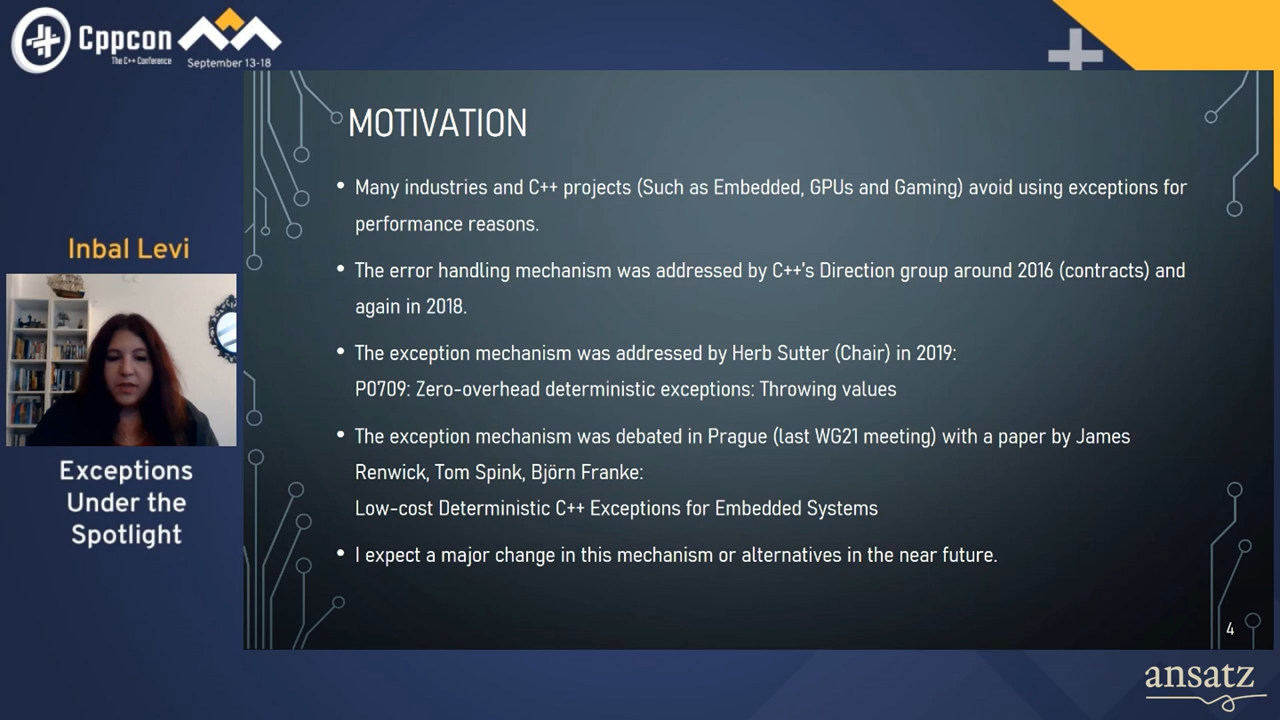 Cppcon
The C++ Conference
September 13-18
MOTIVATION
• Many industries and C++ projects (Such as Embedded, GPUs and Gaming) avoid using exceptions for
performance reasons.
• The error handling mechanism was addressed by C++'s Direction group around 2016 (contracts) and
again in 2018.
• The exception mechanism was addressed by Herb Sutter (Chair) in 2019:
P0709: Zero-overhead deterministic exceptions: Throwing values
• The exception mechanism was debated in Prague (last WG21 meeting) with a paper by James
Renwick, Tom Spink, Björn Franke:
Low-cost Deterministic C++ Exceptions for Embedded Systems
• I expect a major change in this mechanism or alternatives in the near future.
4
Inbal Levi
Exceptions
Under the
Spotlight
ansatz